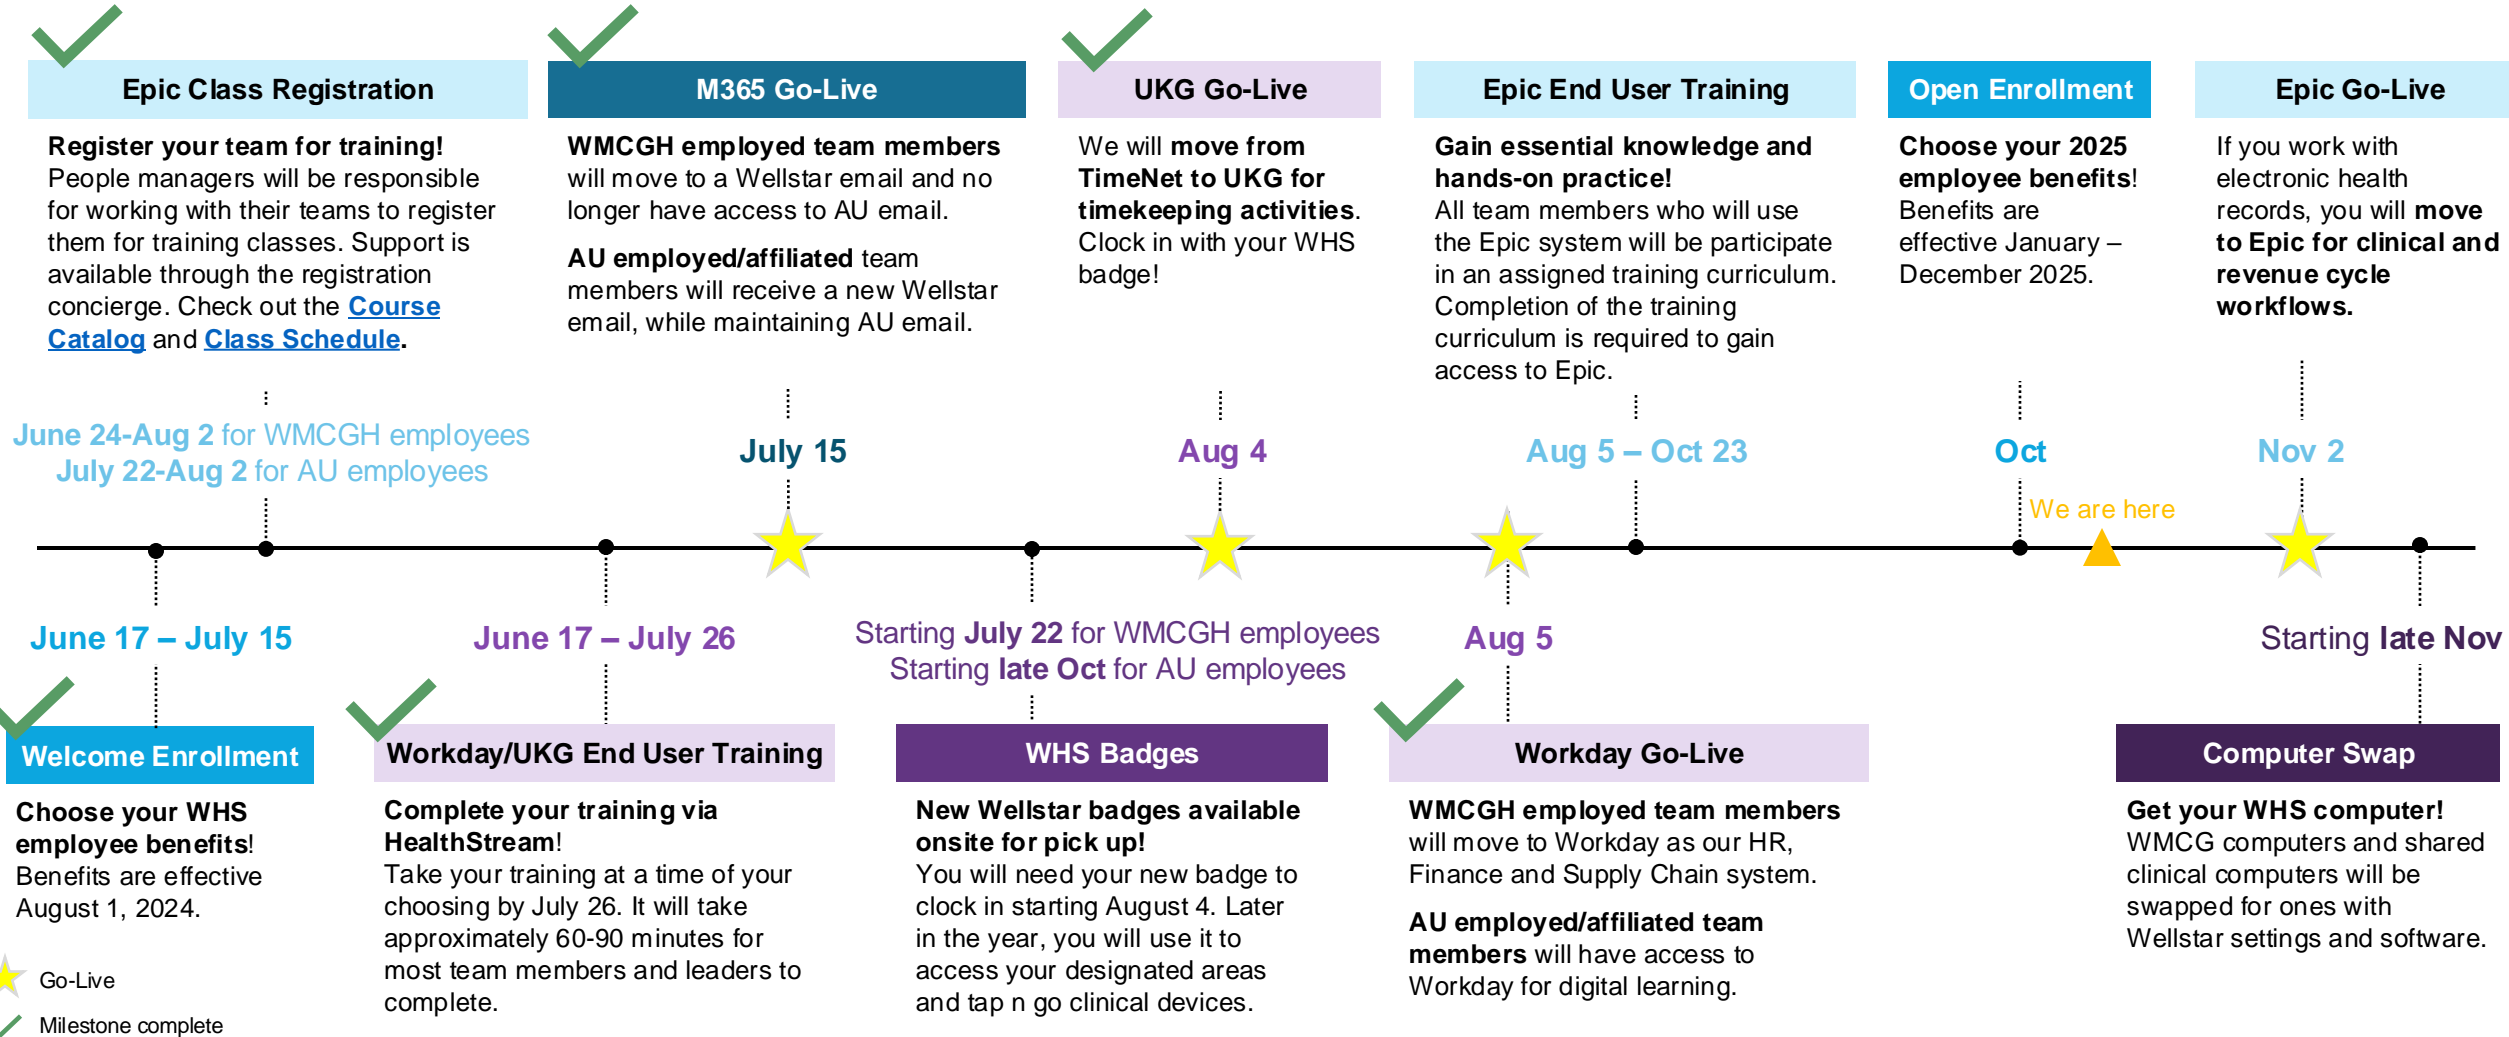 Epic Class Registration
Register your team for training!
People managers will be responsible
for working with their teams to register
them for training classes. Support is
available through the registration
concierge. Check out the Course
Catalog and Class Schedule.
June 24-Aug 2 for WMCGH employees
July 22-Aug 2 for AU employees
M365 Go-Live
WMCGH employed team members
will move to a Wellstar email and no
longer have access to AU email.
AU employed/affiliated team
members will receive a new Wellstar
email, while maintaining AU email.
July 15
UKG Go-Live
We will move from
TimeNet to UKG for
timekeeping activities.
Clock in with your WHS
badge!
Aug 4
Epic End User Training
Gain essential knowledge and
hands-on practice!
All team members who will use
the Epic system will be participate
in an assigned training curriculum.
Completion of the training
curriculum is required to gain
access to Epic.
Aug 5 – Oct 23
Open Enrollment
Choose your 2025
employee benefits!
Benefits are
effective January –
December 2025.
Oct
We are here
Epic Go-Live
If you work with
electronic health
records, you will move
to Epic for clinical and
revenue cycle
workflows.
Nov 2
June 17 – July 15
Welcome Enrollment
Choose your WHS
employee benefits!
Benefits are effective
August 1, 2024.
June 17 – July 26
Workday/UKG End User Training
Complete your training via
HealthStream!
Take your training at a time of your
choosing by July 26. It will take
approximately 60-90 minutes for
most team members and leaders to
complete.
Starting July 22 for WMCGH employees
Starting late Oct for AU employees
WHS Badges
New Wellstar badges available
onsite for pick up!
You will need your new badge to
clock in starting August 4. Later
in the year, you will use it to
access your designated areas
and tap n go clinical devices.
Aug 5
Workday Go-Live
WMCGH employed team members
will move to Workday as our HR,
Finance and Supply Chain system.
AU employed/affiliated team
members will have access to
Workday for digital learning.
Starting late Nov
Computer Swap
Get your WHS computer!
WMCG computers and shared
clinical computers will be
swapped for ones with
Wellstar settings and software.
Go-Live
Milestone complete